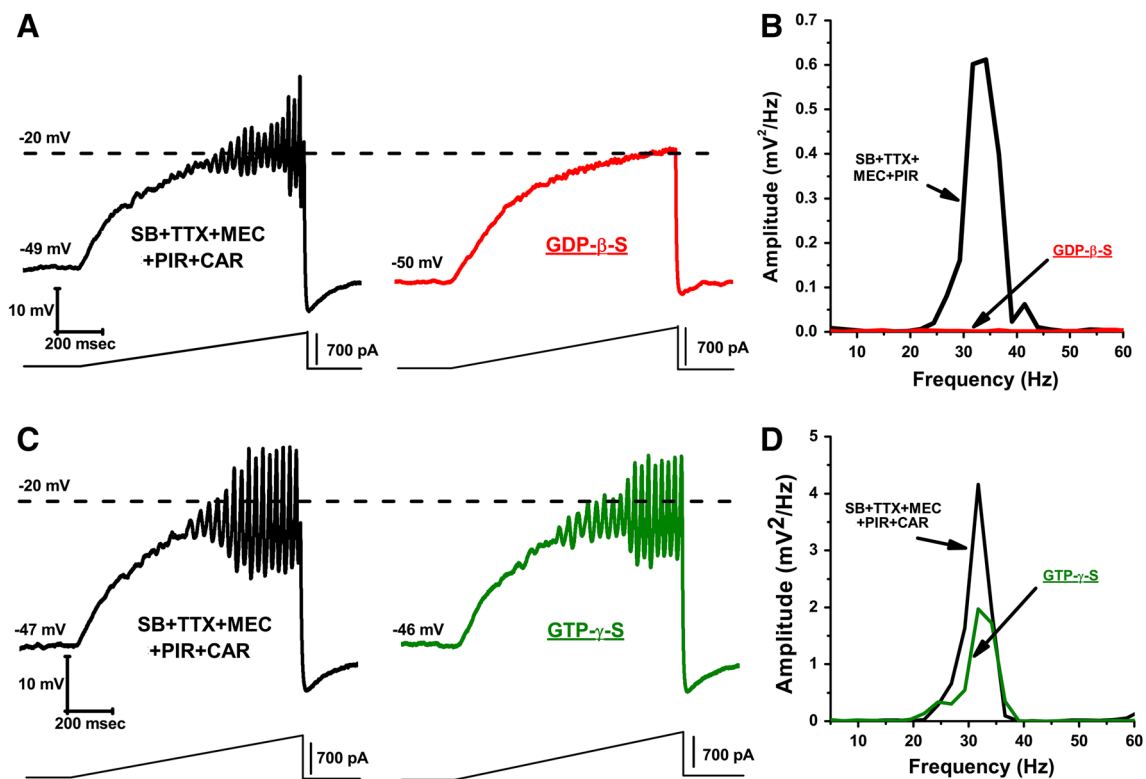 A
-20 mV
-49 mV
SB+TTX+MEC
+PIR+CAR
10 mV
200 msec
700 pA
-50 mV
GDP-β-S
700 pA
B
Amplitude (mV²/Hz)
0.7
0.6
0.5
0.4
0.3
0.2
0.1
0.0
SB+TTX+
MEC+PIR
GDP-β-S
10 20 30 40 50 60
Frequency (Hz)
C
-20 mV
-47 mV
SB+TTX+MEC
+PIR+CAR
10 mV
200 msec
700 pA
-46 mV
GTP-γ-S
700 pA
D
Amplitude (mV2/Hz)
5
4
3
2
1
0
SB+TTX+MEC
+PIR+CAR
GTP-γ-S
10 20 30 40 50 60
Frequency (Hz)